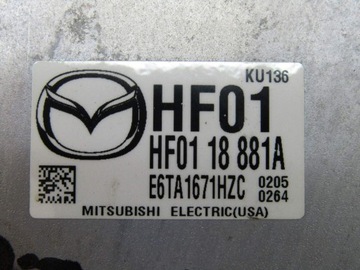 KU136
HF01
HF01 18 881A
E6TA1671HZC 0205
0264
MITSUBISHI ELECTRIC(USA)